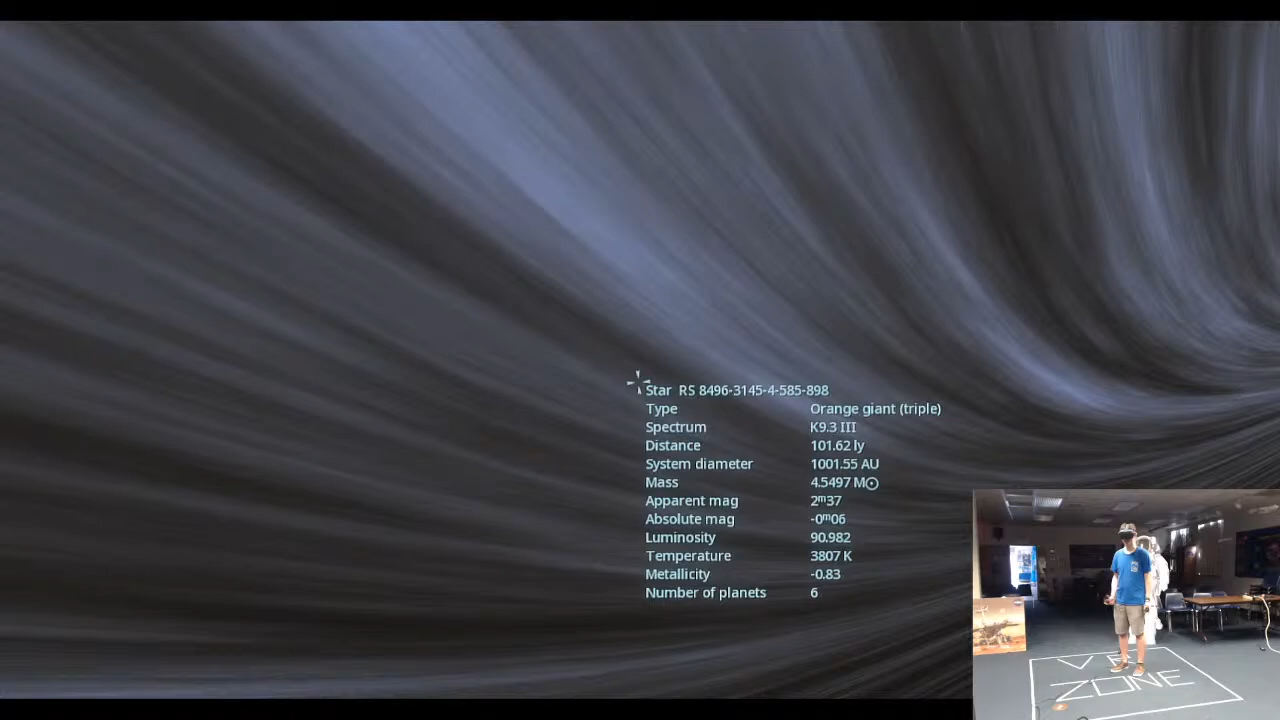 Star RS 8496-3145-4-585-898
Type Orange giant (triple)
Spectrum K9.3 III
Distance 101.62 ly
System diameter 1001.55 AU
Mass 4.5497 M☉
Apparent mag 2ᵐ37
Absolute mag -0ᵐ06
Luminosity 90.982
Temperature 3807 K
Metallicity -0.83
Number of planets 6
ZONE